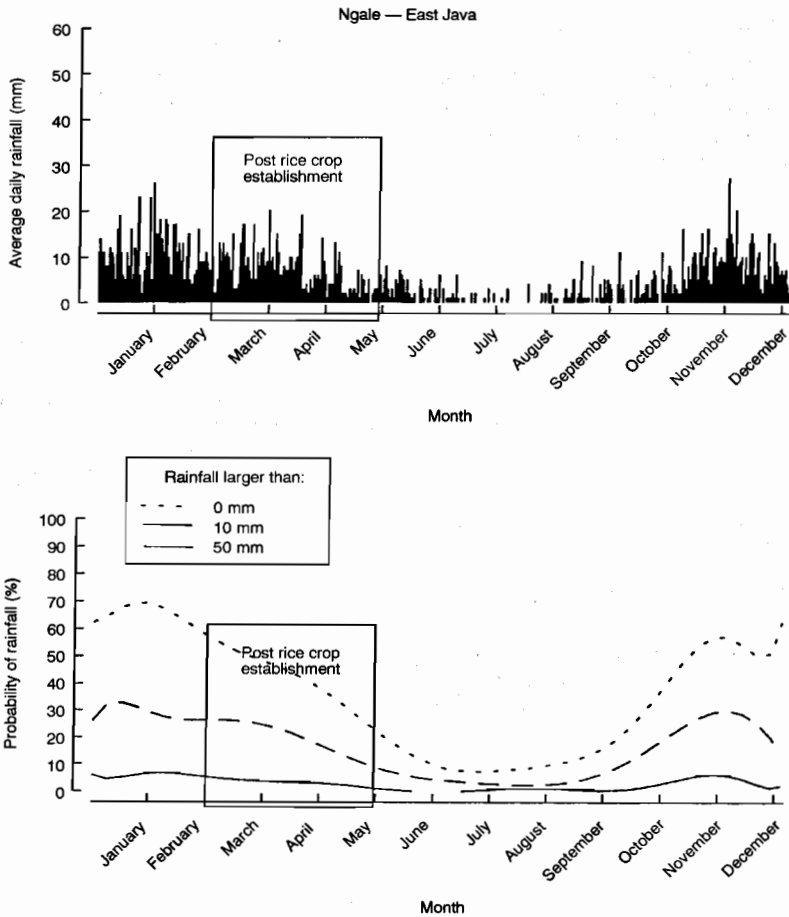 Ngale — East Java
60
50
40
30
20
10
0
Average daily rainfall (mm)
Post rice crop
establishment
January
February
March
April
May
June
July
August
September
October
November
December
Month
Rainfall larger than:
0 mm
10 mm
50 mm
100
90
80
70
60
50
40
30
20
10
0
Probability of rainfall (%)
Post rice crop
establishment
January
February
March
April
May
June
July
August
September
October
November
December
Month